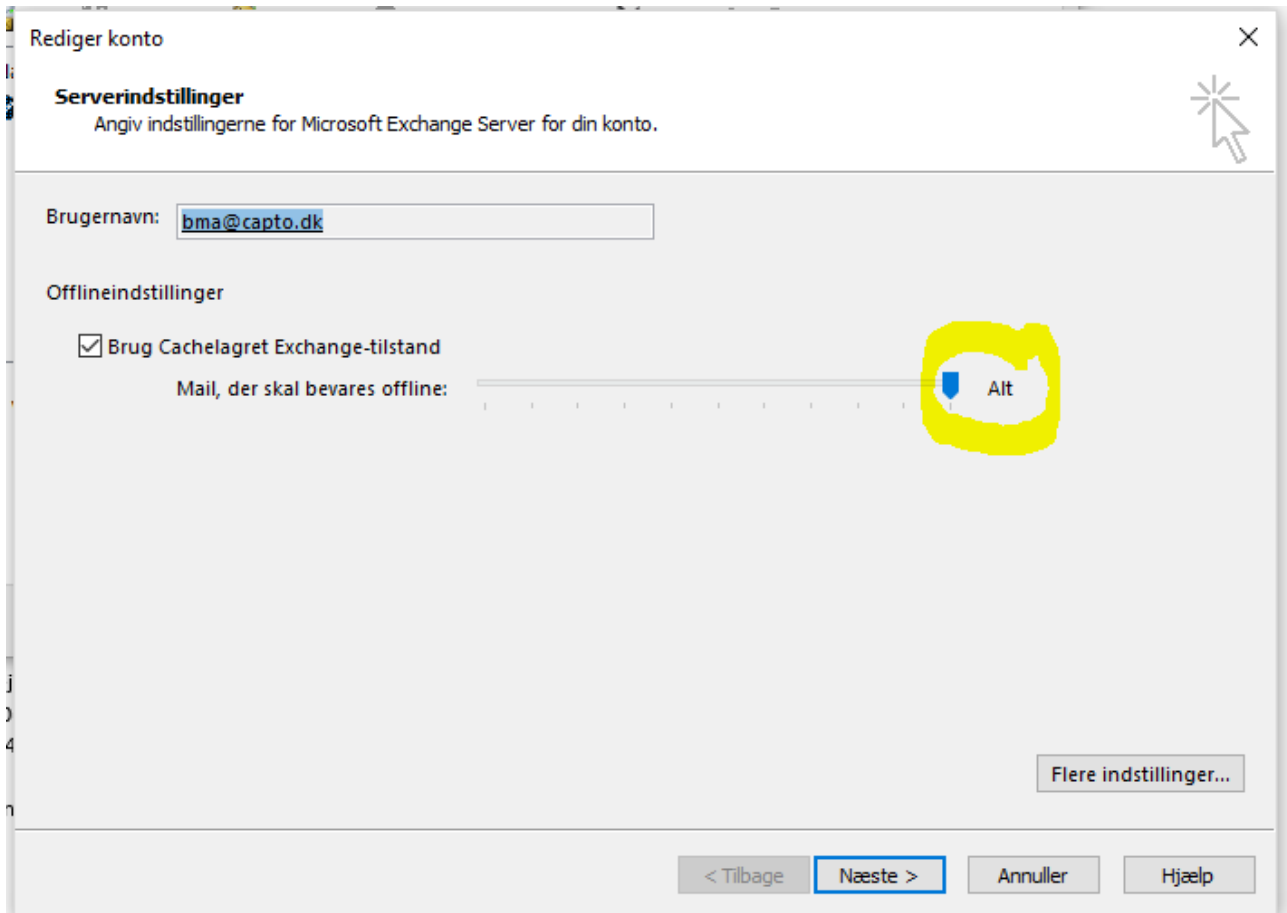 Rediger konto
Serverindstillinger
Angiv indstillingerne for Microsoft Exchange Server for din konto.
Brugernavn: bma@capto.dk
Offlineindstillinger
Brug Cachelagret Exchange-tilstand
Mail, der skal bevares offline: Alt
Flere indstillinger...
< Tilbage Næste > Annuller Hjælp